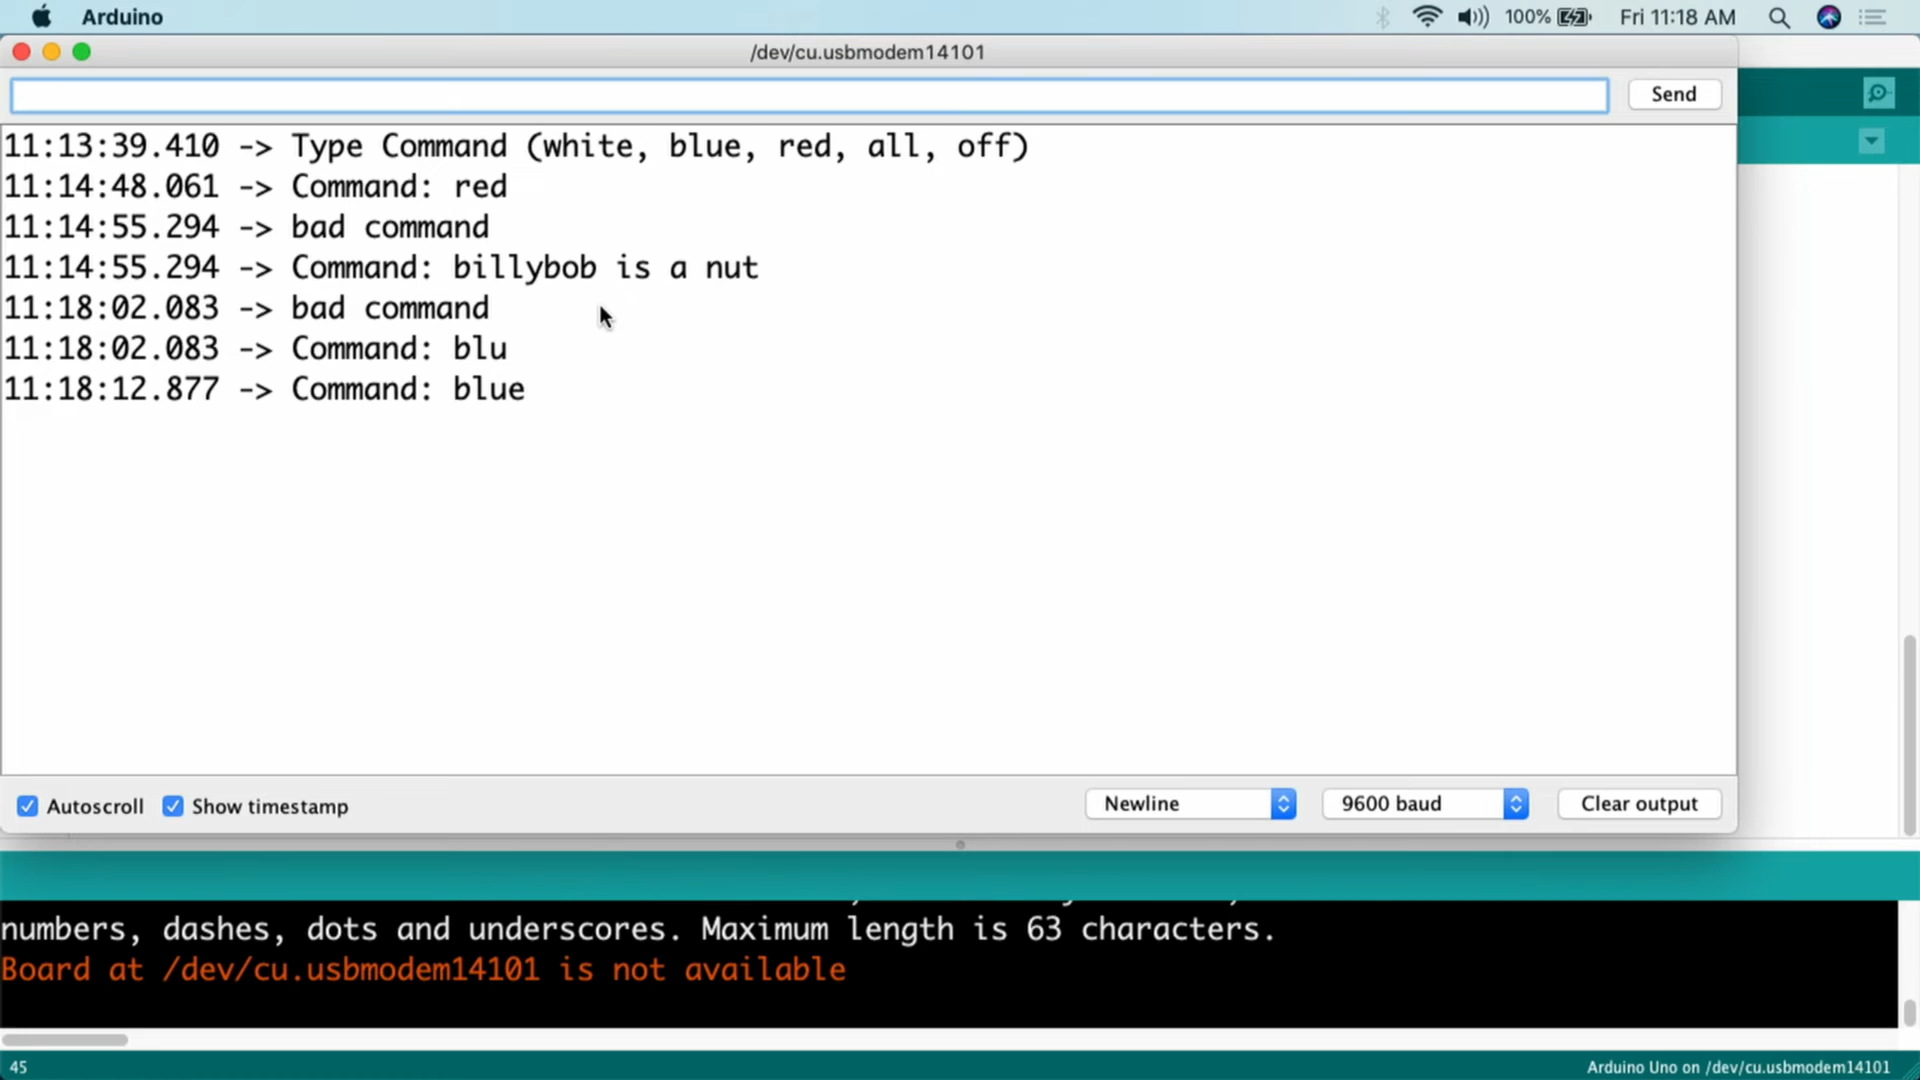 Arduino
100%
Fri 11:18 AM
/dev/cu.usbmodem14101
Send
11:13:39.410 -> Type Command (white, blue, red, all, off)
11:14:48.061 -> Command: red
11:14:55.294 -> bad command
11:14:55.294 -> Command: billybob is a nut
11:18:02.083 -> bad command
11:18:02.083 -> Command: blu
11:18:12.877 -> Command: blue
Autoscroll
Show timestamp
Newline
9600 baud
Clear output
numbers, dashes, dots and underscores. Maximum length is 63 characters.
Board at /dev/cu.usbmodem14101 is not available
45
Arduino Uno on /dev/cu.usbmodem14101